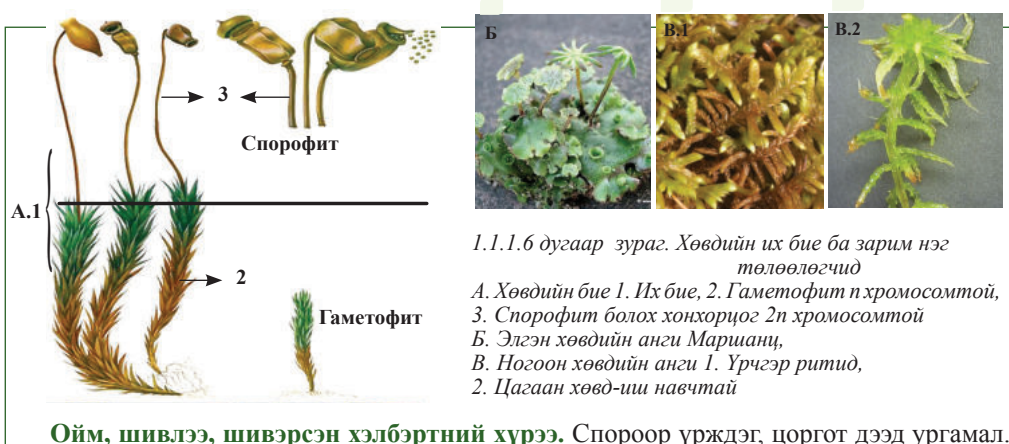 Б
В.1
В.2
3
Спорофит
А.1
2
Гаметофит
1.1.1.6 дугаар зураг. Хөвдийн их бие ба зарим нэг
төлөөлөгчид
А. Хөвдийн бие 1. Их бие, 2. Гаметофит n хромосомтой,
3. Спорофит болох хонхорцог 2n хромосомтой
Б. Элгэн хөвдийн анги Маршанц,
В. Ногоон хөвдийн анги 1. Үрчгэр ритид,
2. Цагаан хөвд-иш навчтай
Ойм, шивлээ, шивэрсэн хэлбэртний хүрээ. Спороор үрждэг, цоргот дээд ургамал.